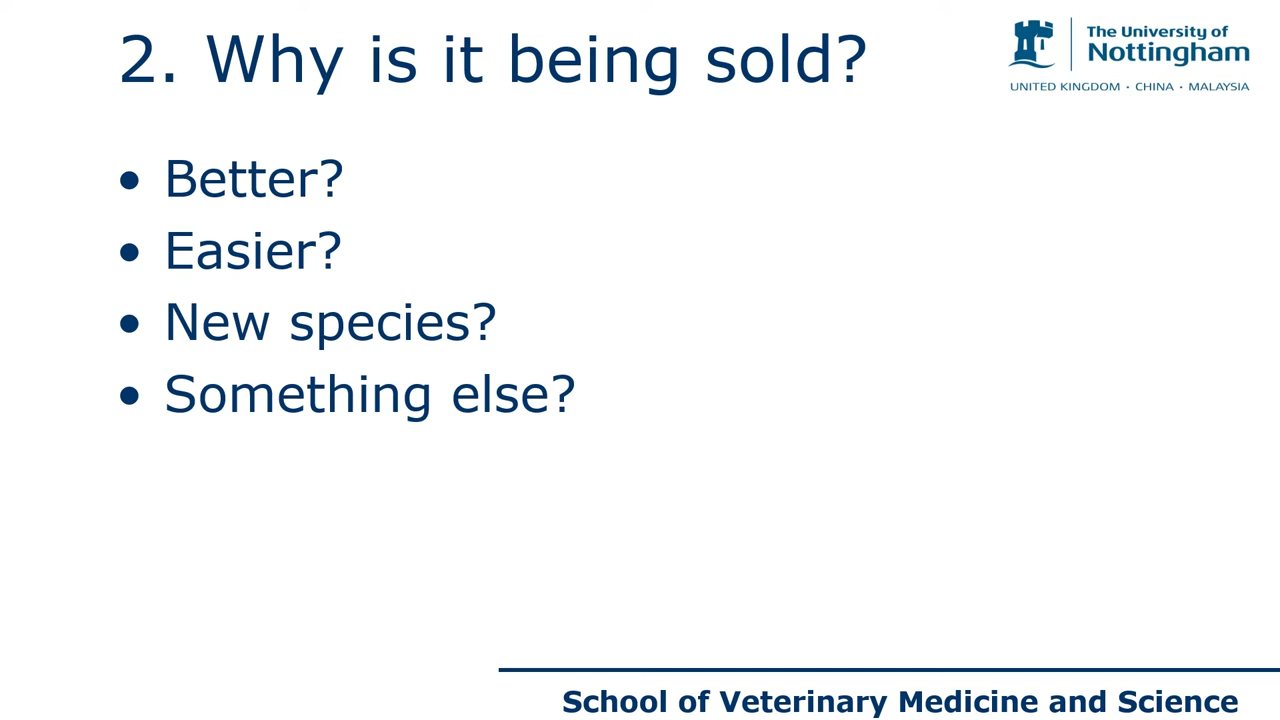 2. Why is it being sold?
The University of
Nottingham
UNITED KINGDOM · CHINA · MALAYSIA
• Better?
• Easier?
• New species?
• Something else?
School of Veterinary Medicine and Science